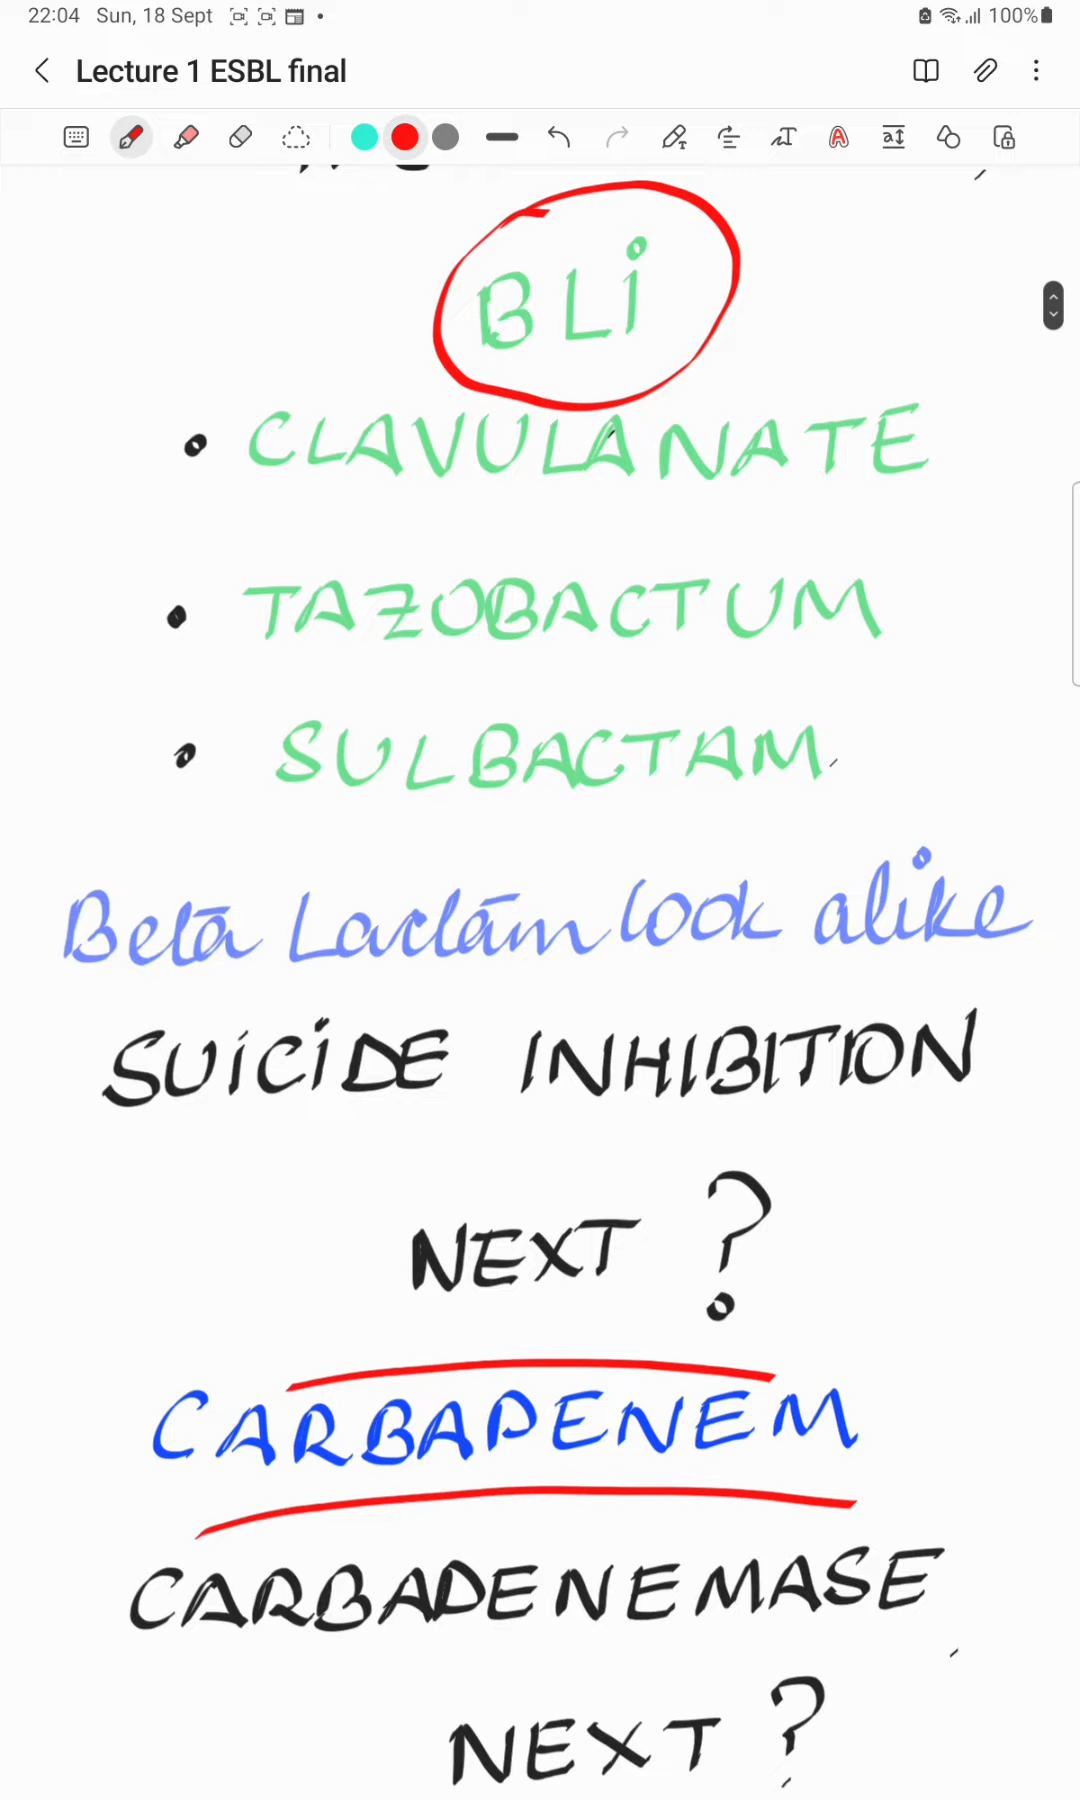 22:04 Sun, 18 Sept 100%
Lecture 1 ESBL final
BLi
• CLAVULANATE
• TAZOBACTUM
• SULBACTAM
Beta Lactam look alike
SUiCiDE INHIBITION
NEXT ?
CARBAPENEM
CARBADENEMASE
NEXT ?